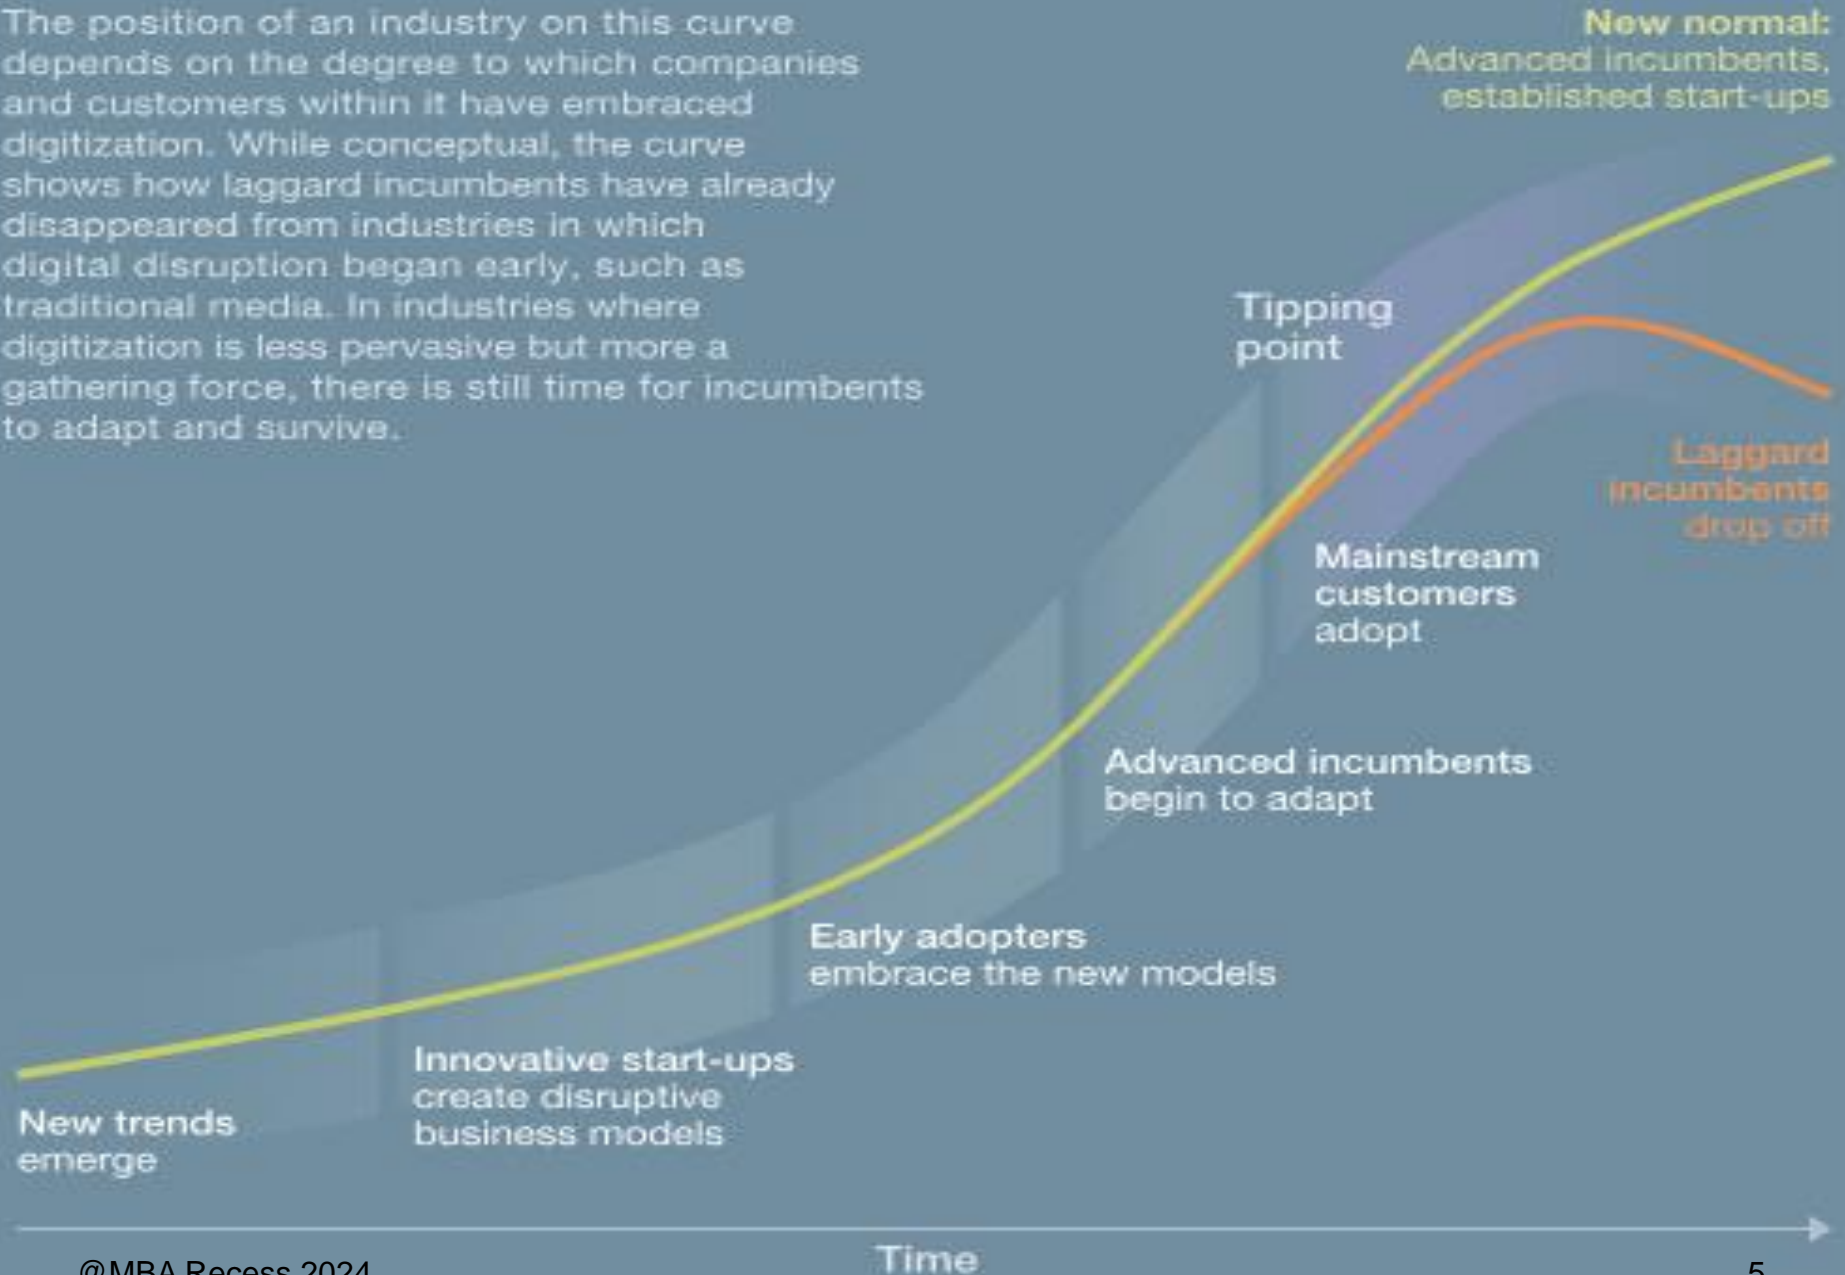 The position of an industry on this curve
depends on the degree to which companies
and customers within it have embraced
digitization. While conceptual, the curve
shows how laggard incumbents have already
disappeared from industries in which
digital disruption began early, such as
traditional media. In industries where
digitization is less pervasive but more a
gathering force, there is still time for incumbents
to adapt and survive.
New normal:
Advanced incumbents,
established start-ups
Tipping
point
Laggard
incumbents
drop off
Mainstream
customers
adopt
Advanced incumbents
begin to adapt
Early adopters
embrace the new models
Innovative start-ups
create disruptive
business models
New trends
emerge
Time
@MBA Recess 2024
5